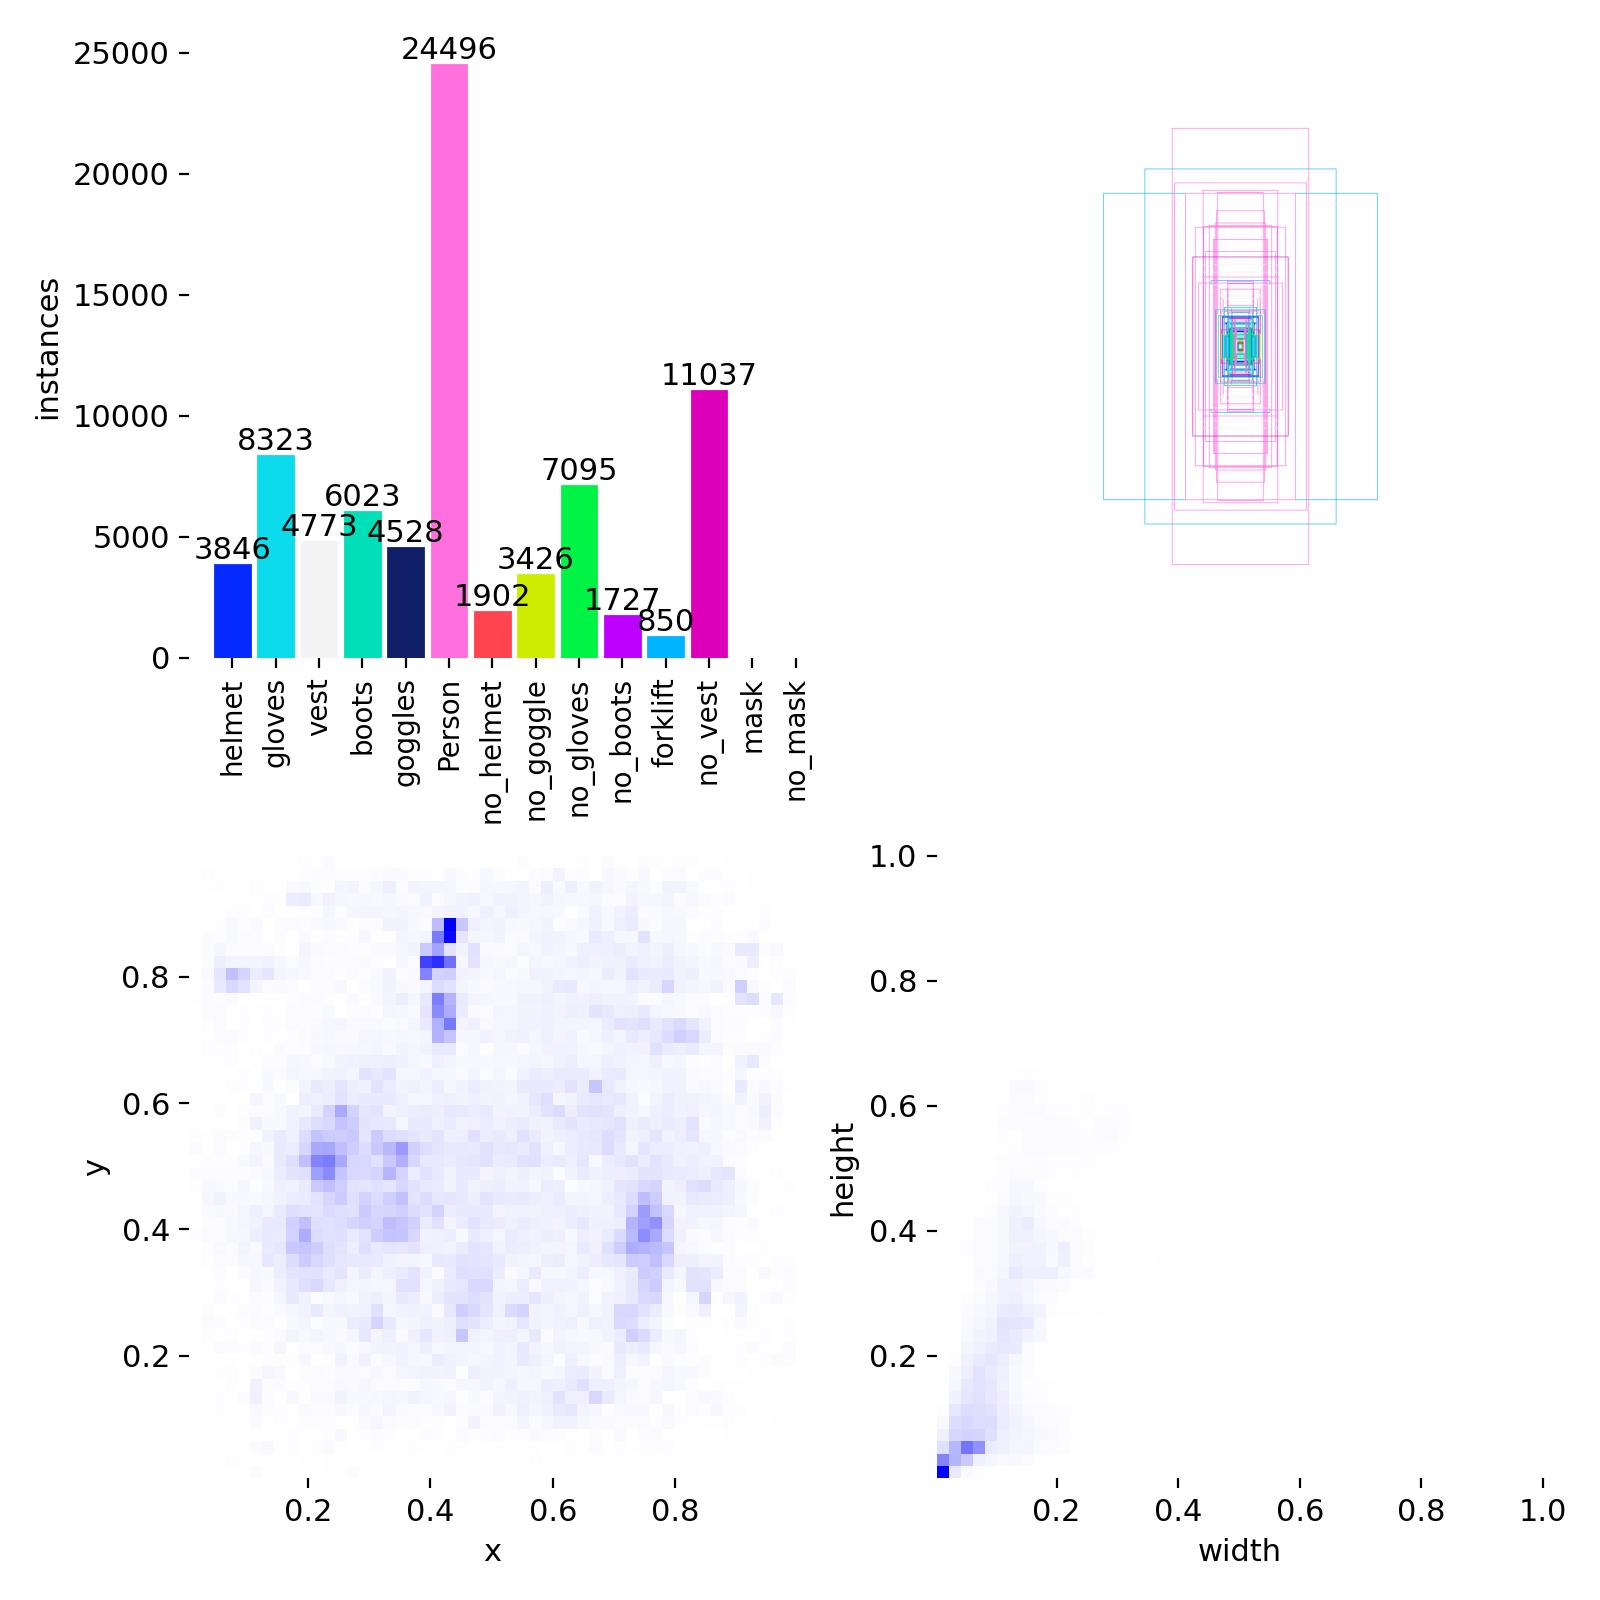 25000
20000
15000
10000
5000
0
instances
3846
8323
4773
6023
4528
24496
1902
3426
7095
1727
850
11037
helmet
gloves
vest
boots
goggles
Person
no_helmet
no_goggle
no_gloves
no_boots
forklift
no_vest
mask
no_mask
0.8
0.6
0.4
0.2
y
0.2 0.4 0.6 0.8
x
1.0
0.8
0.6
0.4
0.2
height
0.2 0.4 0.6 0.8 1.0
width